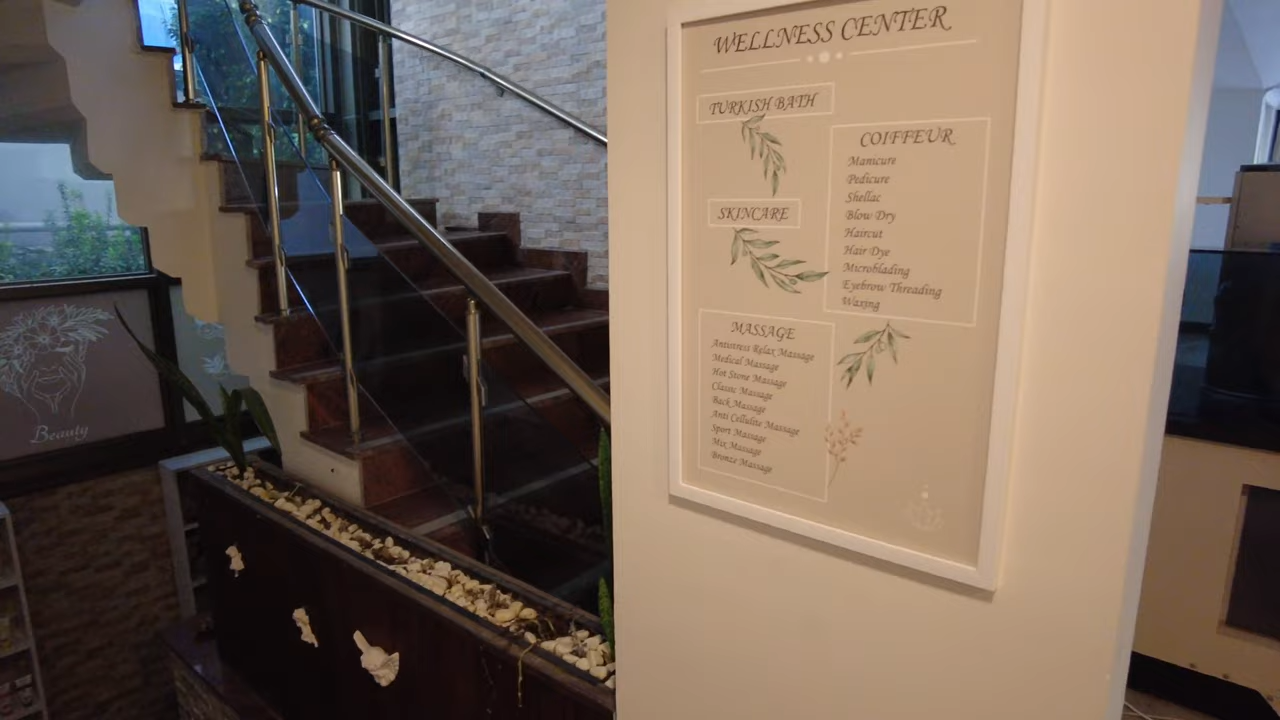 WELLNESS CENTER
TURKISH BATH
COIFFEUR
Manicure
Pedicure
Shellac
Blow Dry
Haircut
Hair Dye
Microblading
Eyebrow Threading
Waxing
SKINCARE
MASSAGE
Antistress Relax Massage
Medical Massage
Hot Stone Massage
Classic Massage
Back Massage
Anti Cellulite Massage
Sport Massage
Mix Massage
Bronze Massage
Beauty